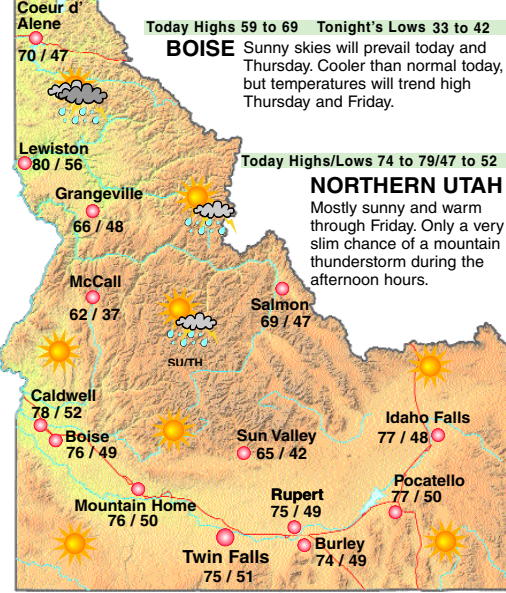 Coeur d'
Alene
70 / 47
Today Highs 59 to 69 Tonight's Lows 33 to 42
BOISE Sunny skies will prevail today and
Thursday. Cooler than normal today,
but temperatures will trend high
Thursday and Friday.
Lewiston
80 / 56
Today Highs/Lows 74 to 79/47 to 52
NORTHERN UTAH
Mostly sunny and warm
through Friday. Only a very
slim chance of a mountain
thunderstorm during the
afternoon hours.
Grangeville
66 / 48
McCall
62 / 37
Salmon
69 / 47
SU/TH
Caldwell
78 / 52
Boise
76 / 49
Sun Valley
65 / 42
Idaho Falls
77 / 48
Mountain Home
76 / 50
Rupert
75 / 49
Pocatello
77 / 50
Twin Falls
75 / 51
Burley
74 / 49